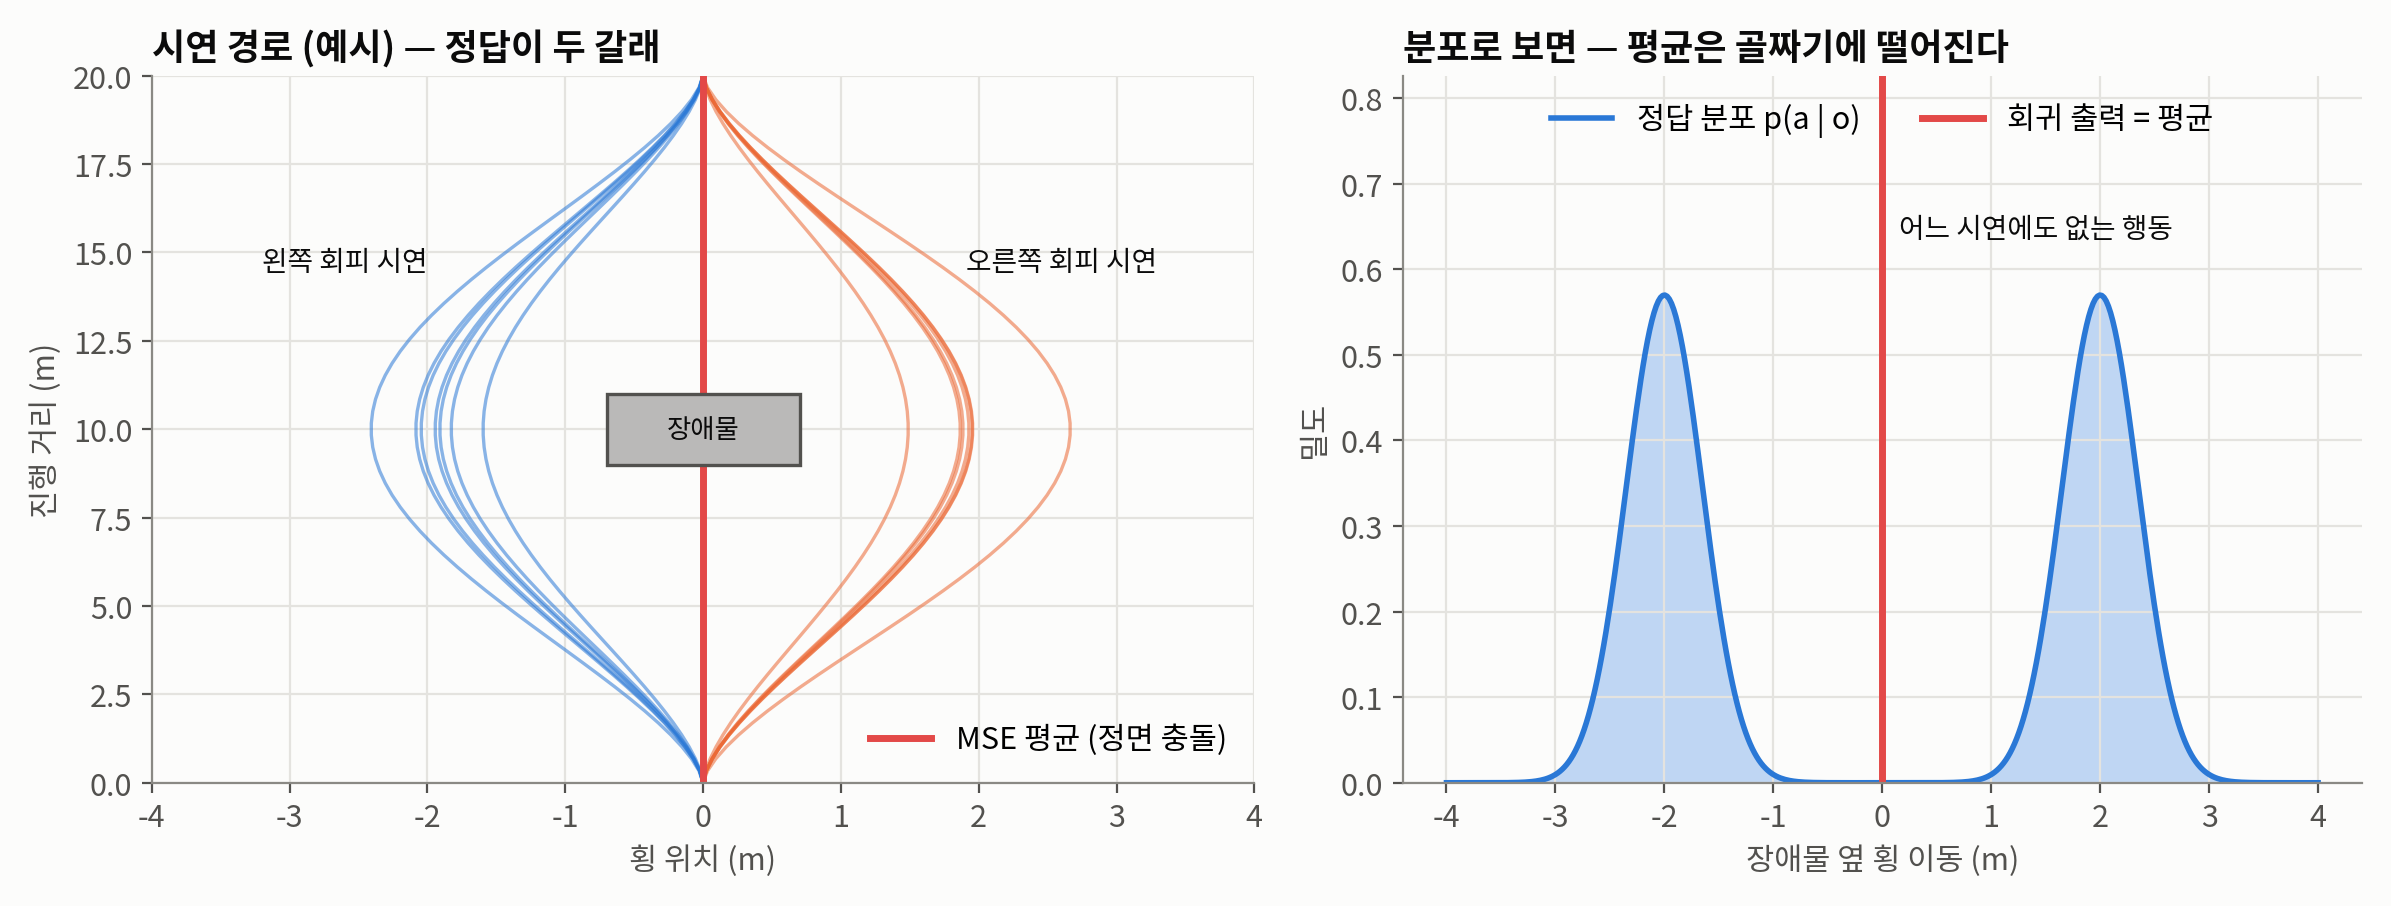 시연 경로 (예시) — 정답이 두 갈래
진행 거리 (m)
20.0
17.5
15.0
12.5
10.0
7.5
5.0
2.5
0.0
왼쪽 회피 시연
오른쪽 회피 시연
장애물
MSE 평균 (정면 충돌)
-4 -3 -2 -1 0 1 2 3 4
횡 위치 (m)
분포로 보면 — 평균은 골짜기에 떨어진다
밀도
0.8
0.7
0.6
0.5
0.4
0.3
0.2
0.1
0.0
정답 분포 p(a | o) 회귀 출력 = 평균
어느 시연에도 없는 행동
-4 -3 -2 -1 0 1 2 3 4
장애물 옆 횡 이동 (m)